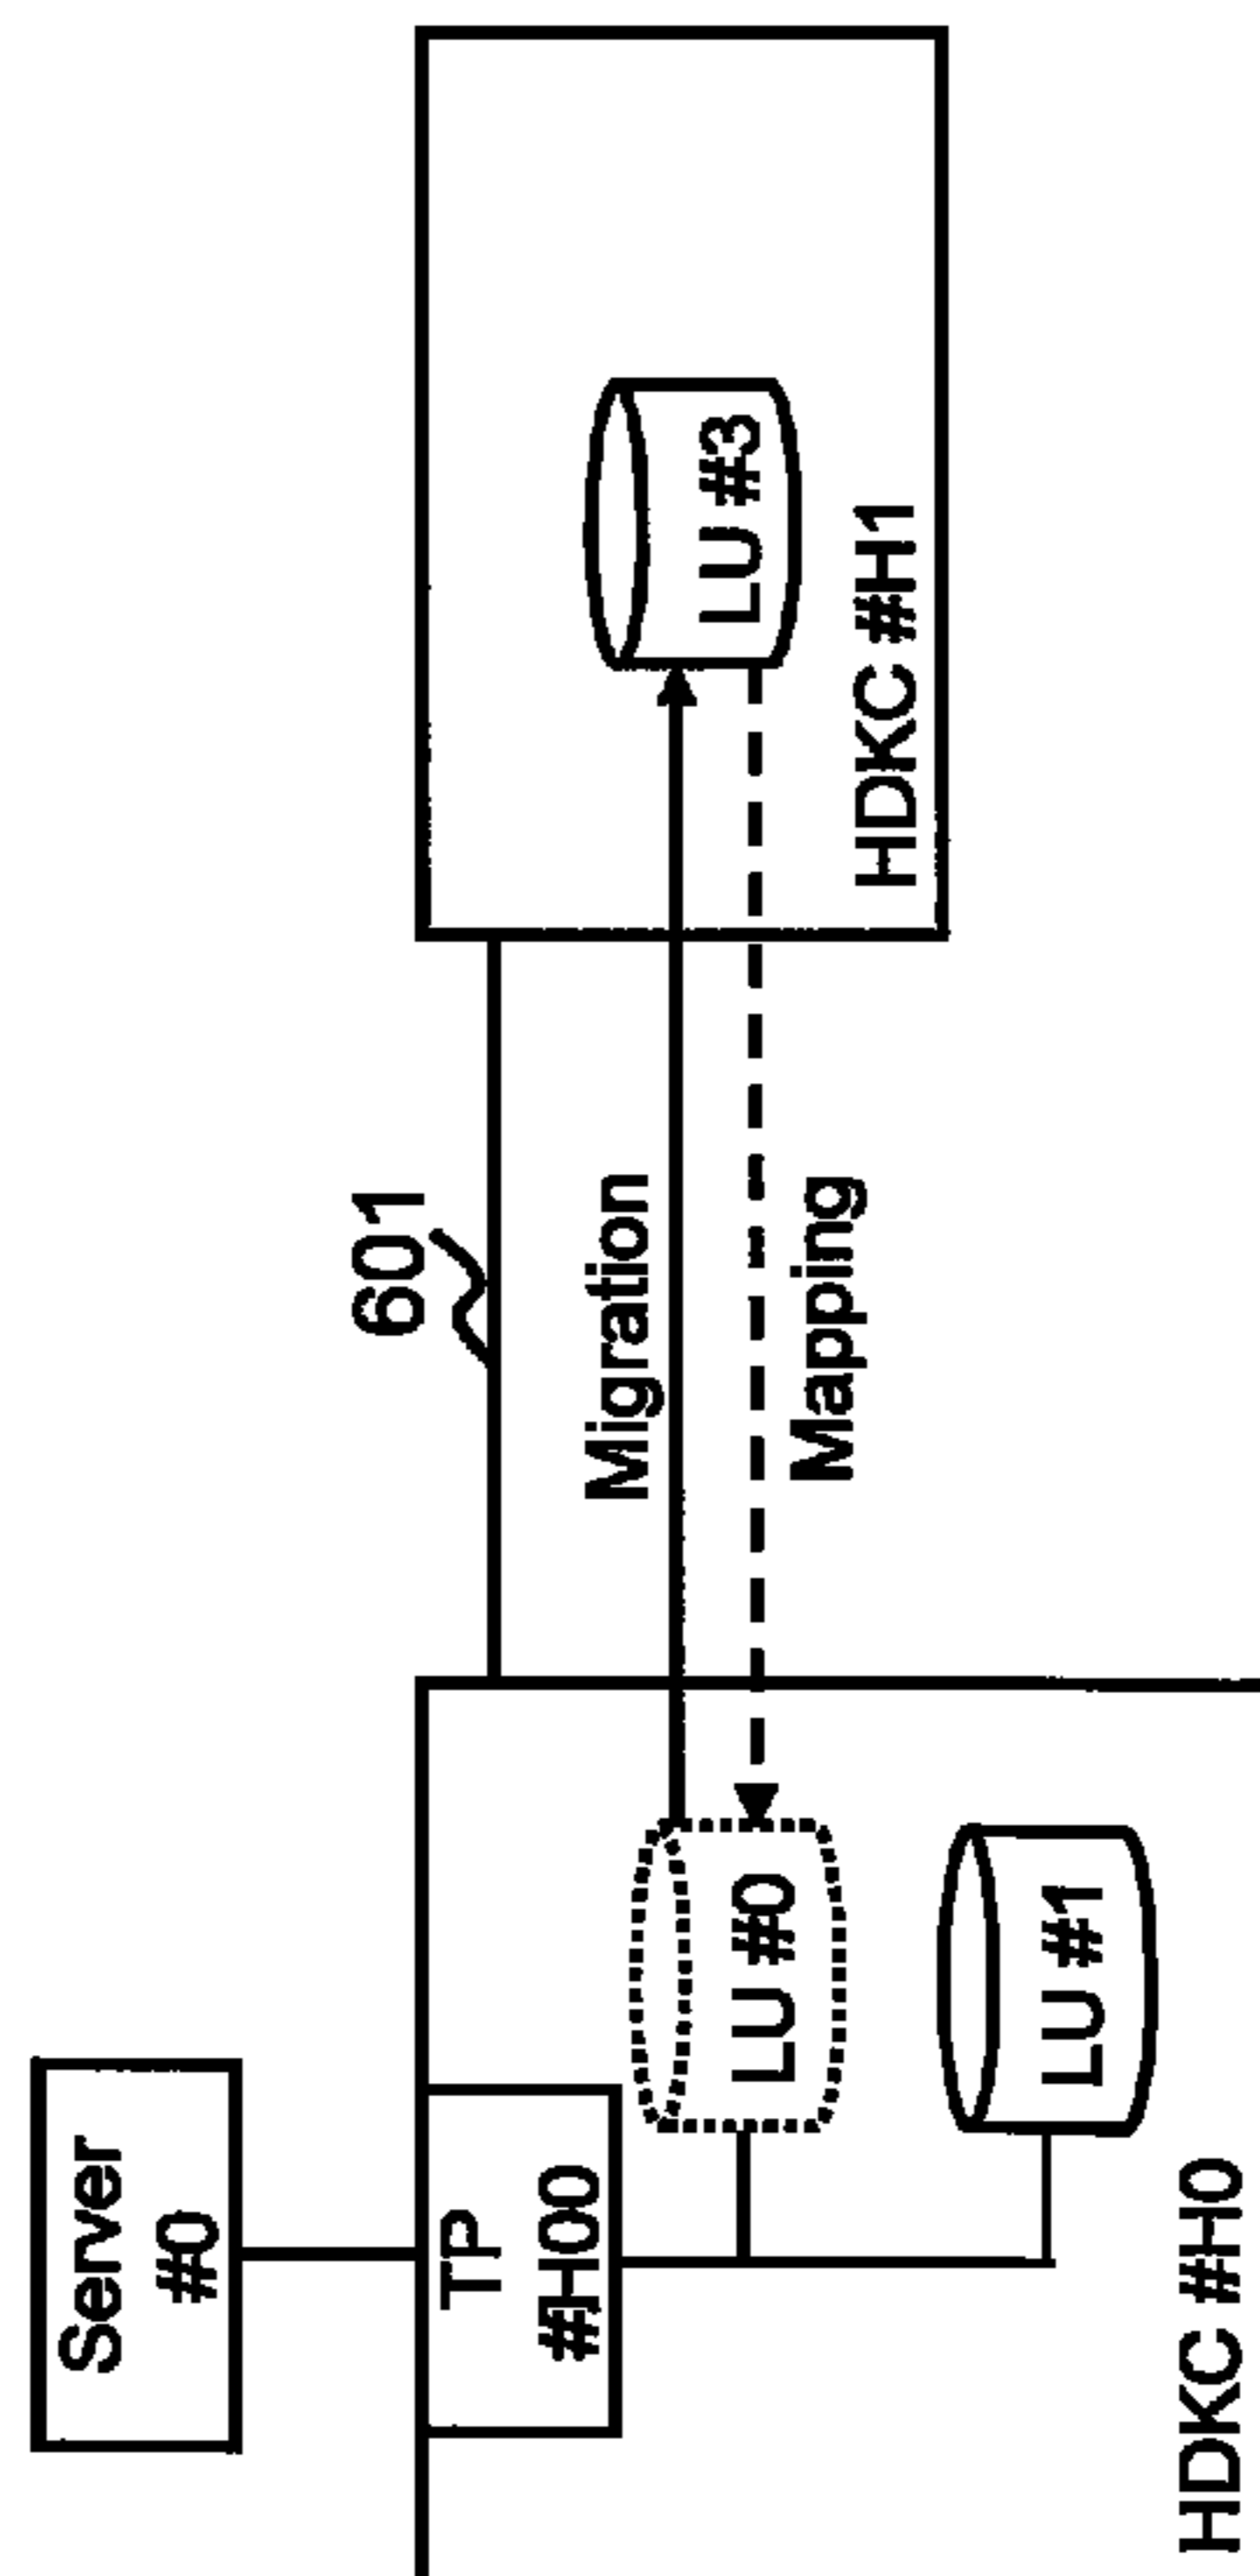 Server
#0
TP
#H00
LU #0
LU #1
HDKC #H0
601
Migration
Mapping
LU #3
HDKC #H1